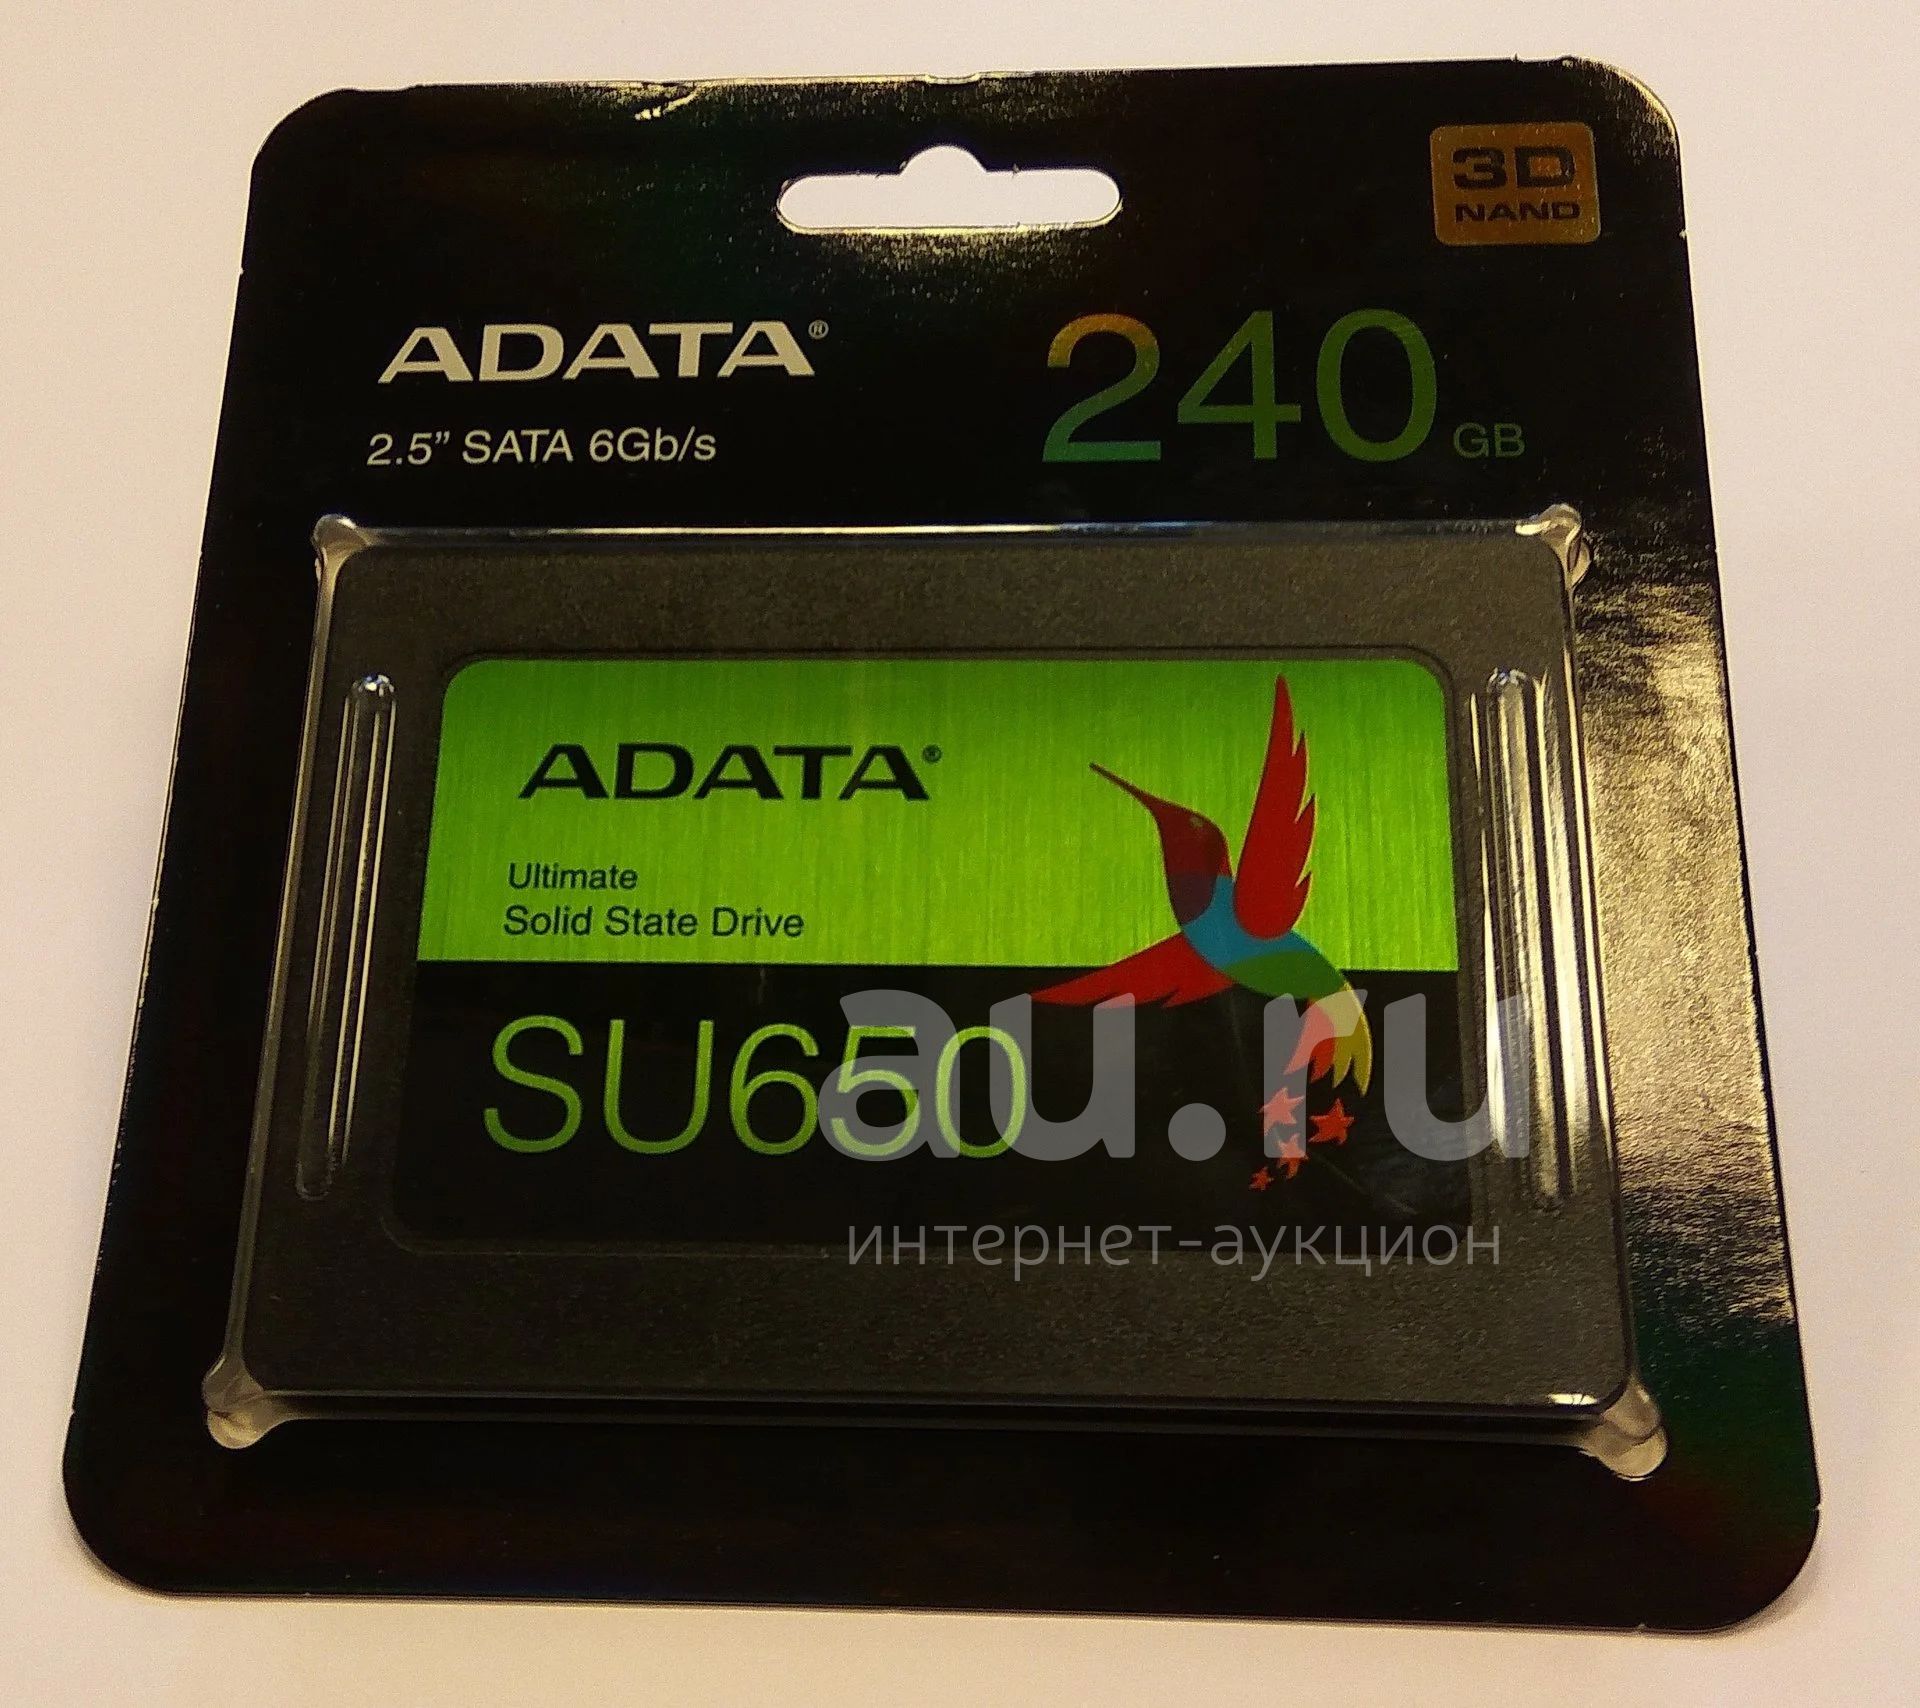 3D
NAND
ADATA®
240 GB
2.5” SATA 6Gb/s
ADATA®
Ultimate
Solid State Drive
SU650
au.ru
интернет-аукцион